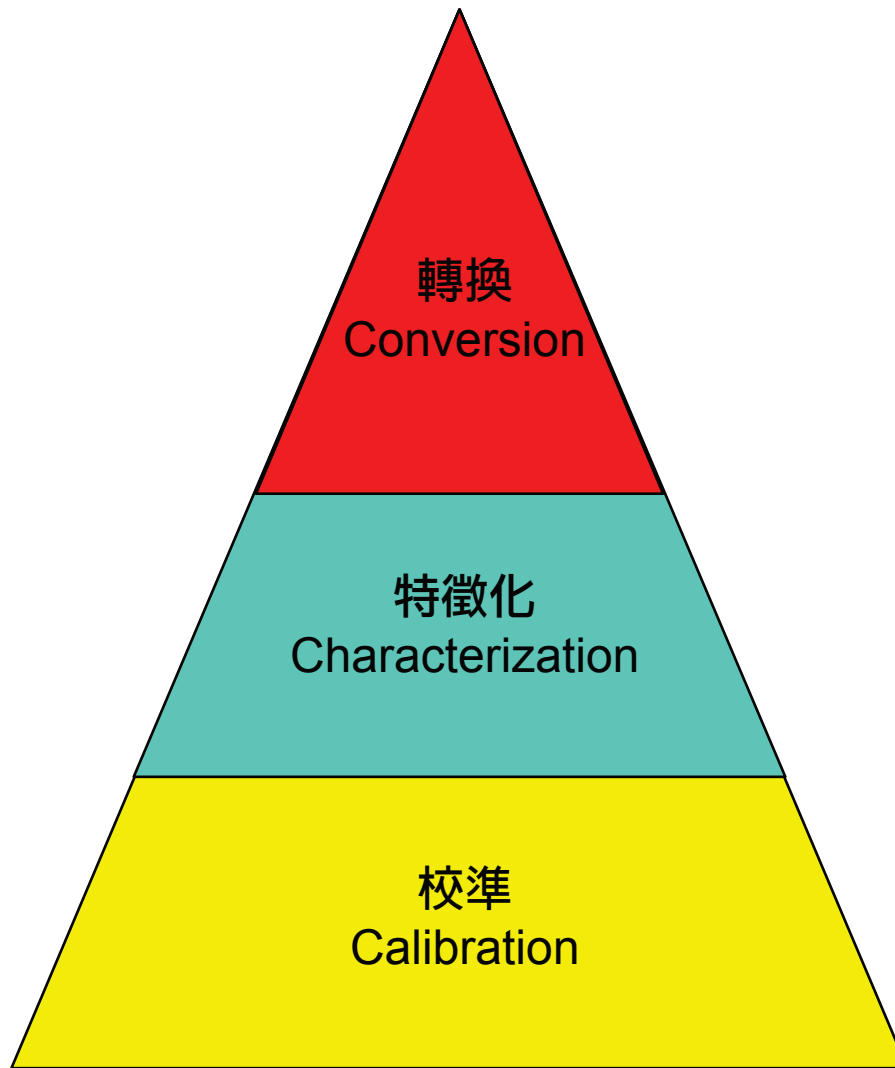 轉換
Conversion
特徵化
Characterization
校準
Calibration